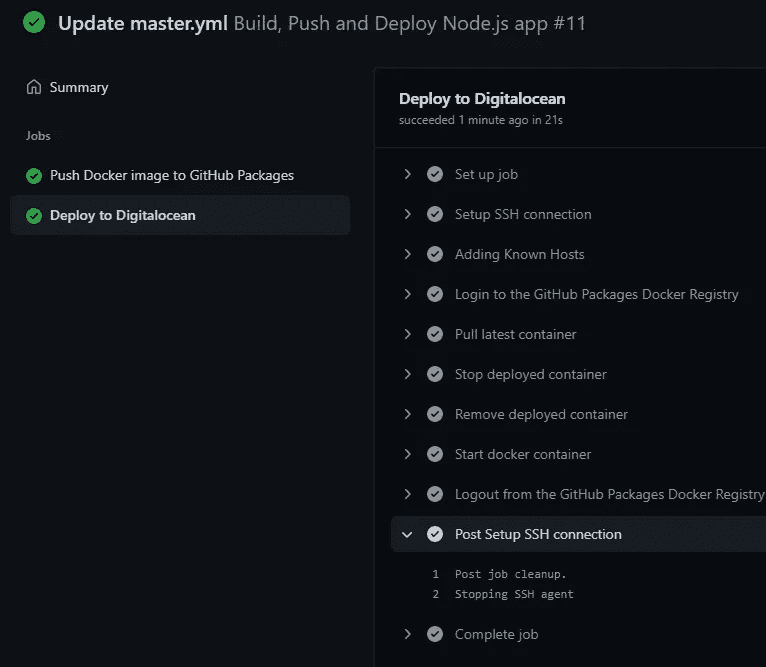 Update master.yml Build, Push and Deploy Node.js app #11
Summary
Jobs
Push Docker image to GitHub Packages
Deploy to Digitalocean
Deploy to Digitalocean
succeeded 1 minute ago in 21s
Set up job
Setup SSH connection
Adding Known Hosts
Login to the GitHub Packages Docker Registry
Pull latest container
Stop deployed container
Remove deployed container
Start docker container
Logout from the GitHub Packages Docker Registry
Post Setup SSH connection
1 Post job cleanup.
2 Stopping SSH agent
Complete job